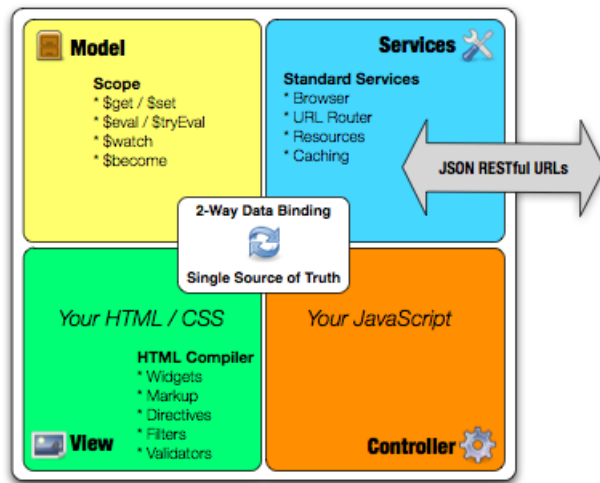 Model
Scope
* $get / $set
* $eval / $tryEval
* $watch
* $become
Services
Standard Services
* Browser
* URL Router
* Resources
* Caching
JSON RESTful URLs
2-Way Data Binding
Single Source of Truth
Your HTML / CSS
HTML Compiler
* Widgets
* Markup
* Directives
* Filters
* Validators
View
Your JavaScript
Controller